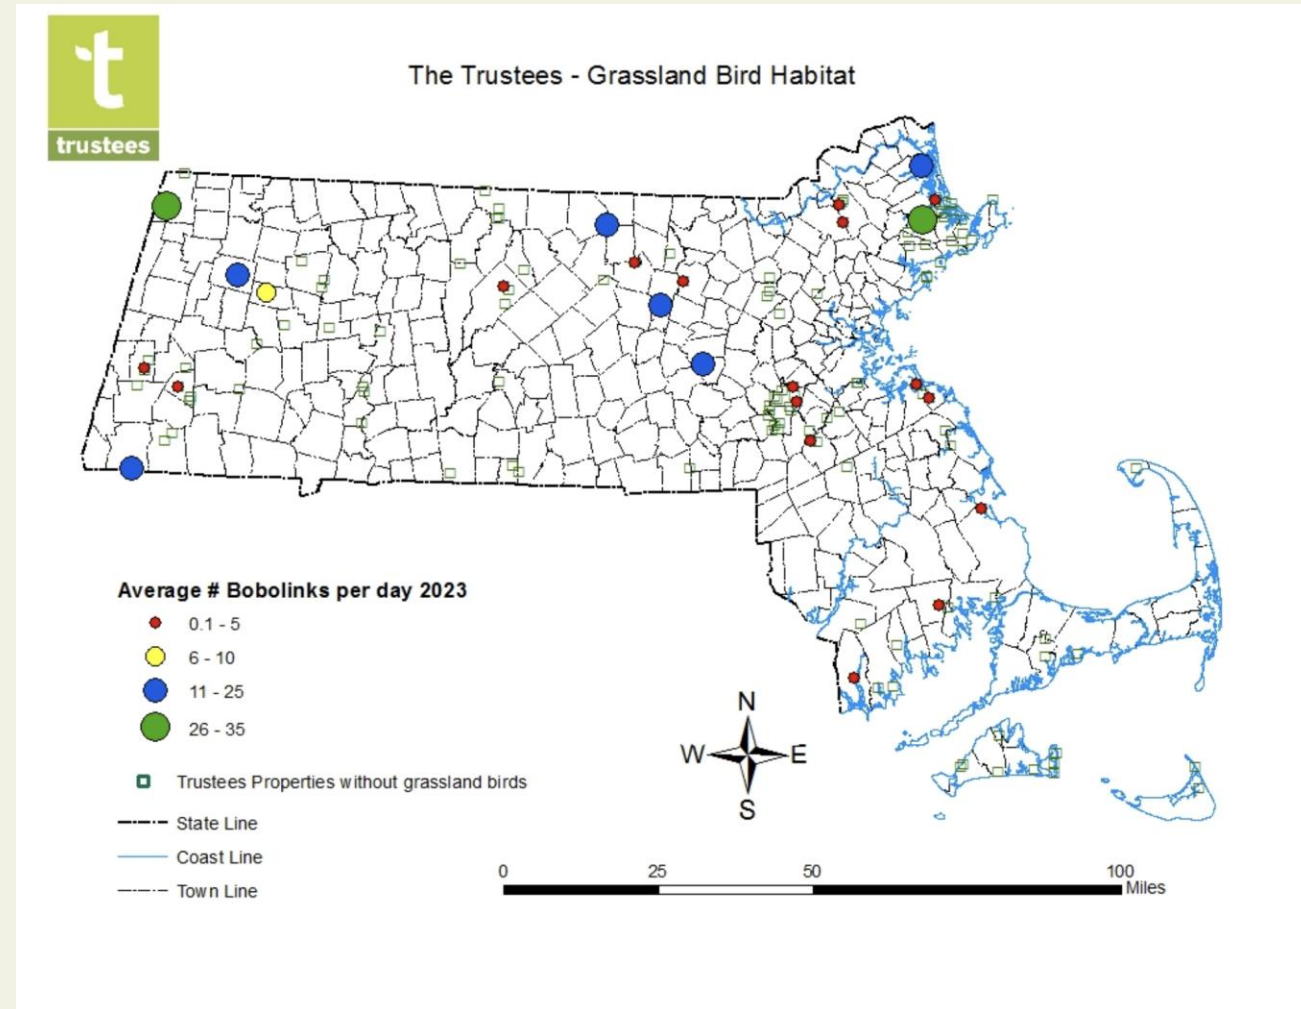 t
trustees
The Trustees - Grassland Bird Habitat
Average # Bobolinks per day 2023
0.1 - 5
6 - 10
11 - 25
26 - 35
Trustees Properties without grassland birds
State Line
Coast Line
Town Line
N
W E
S
0 25 50 100
Miles